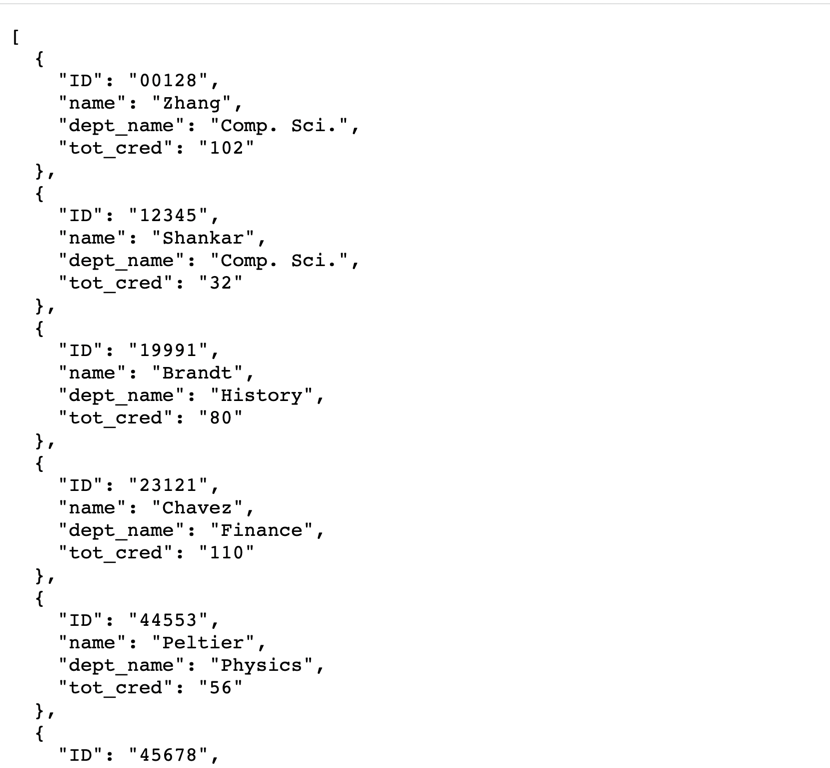 [
  {
    "ID": "00128",
    "name": "Zhang",
    "dept_name": "Comp. Sci.",
    "tot_cred": "102"
  },
  {
    "ID": "12345",
    "name": "Shankar",
    "dept_name": "Comp. Sci.",
    "tot_cred": "32"
  },
  {
    "ID": "19991",
    "name": "Brandt",
    "dept_name": "History",
    "tot_cred": "80"
  },
  {
    "ID": "23121",
    "name": "Chavez",
    "dept_name": "Finance",
    "tot_cred": "110"
  },
  {
    "ID": "44553",
    "name": "Peltier",
    "dept_name": "Physics",
    "tot_cred": "56"
  },
  {
    "ID": "45678",